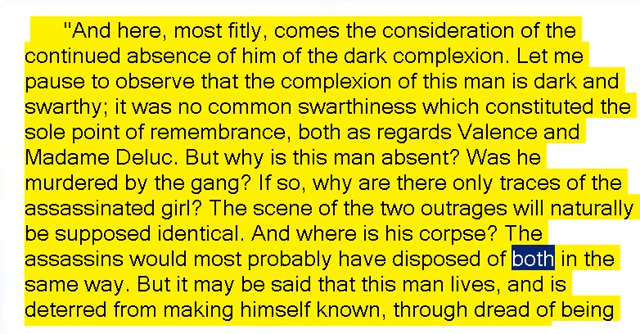 "And here, most fitly, comes the consideration of the
continued absence of him of the dark complexion. Let me
pause to observe that the complexion of this man is dark and
swarthy; it was no common swarthiness which constituted the
sole point of remembrance, both as regards Valence and
Madame Deluc. But why is this man absent? Was he
murdered by the gang? If so, why are there only traces of the
assassinated girl? The scene of the two outrages will naturally
be supposed identical. And where is his corpse? The
assassins would most probably have disposed of both in the
same way. But it may be said that this man lives, and is
deterred from making himself known, through dread of being